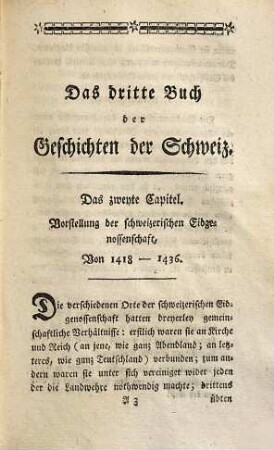 Das dritte Buch
der
Geschichten der Schweiz.
Das zweyte Capitel.
Vorstellung der schweizerischen Eidge-
nossenschaft,
Von 1418 — 1436.
Die verschiedenen Orte der schweizerischen Eid-
genossenschaft hatten dreyerley gemein-
schaftliche Verhältnisse: erstlich waren sie an Kirche
und Reich (an jene, wie ganz Abendland; an letz-
teres, wie ganz Deutschland) verbunden; zum an-
dern waren sie unter sich vereiniget wider jeden
der die Landwehre nothwendig machte; drittens
A 3 übten